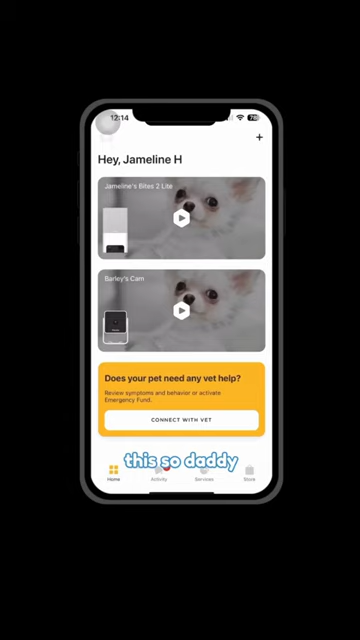 12:14
78
+
Hey, Jameline H
Jameline's Bites 2 Lite
Barley's Cam
Does your pet need any vet help?
Review symptoms and behavior or activate
Emergency Fund.
CONNECT WITH VET
this so daddy
Home
Activity
Services
Store